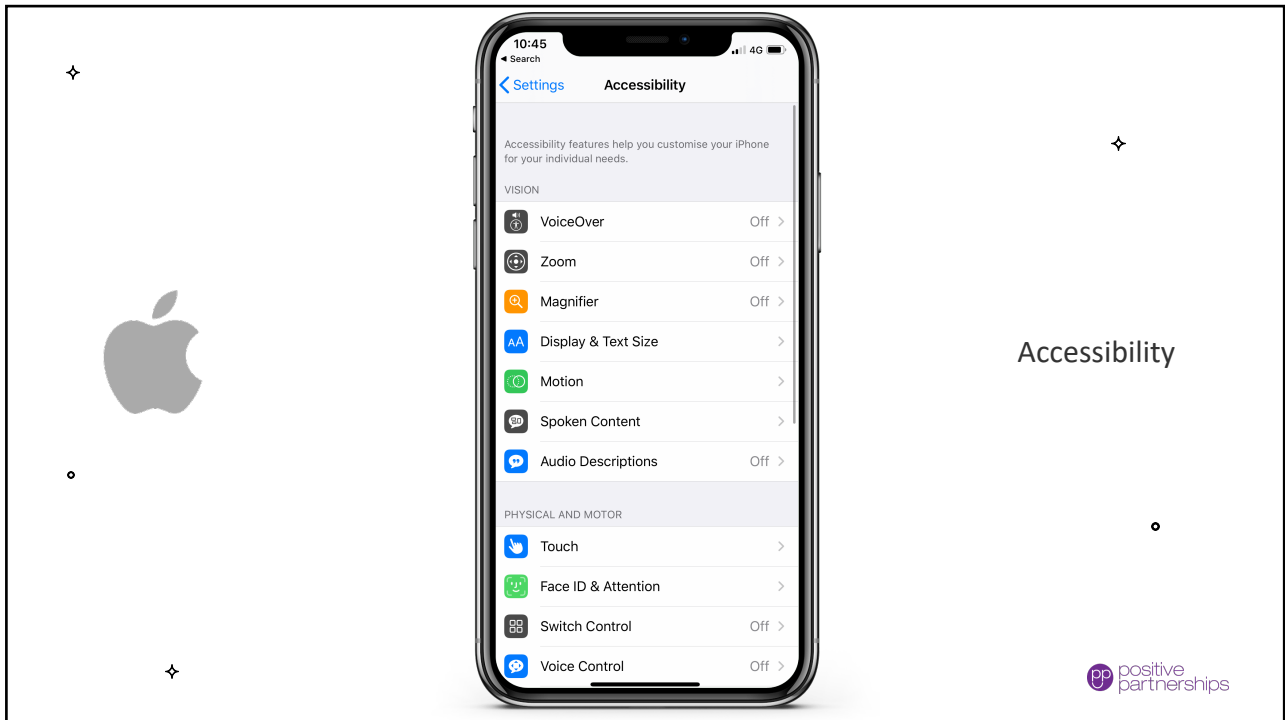 10:45
4G
Search
Settings
Accessibility
Accessibility features help you customise your iPhone
for your individual needs.
VISION
VoiceOver Off
Zoom Off
Magnifier Off
AA Display & Text Size
Motion
Spoken Content
Audio Descriptions Off
PHYSICAL AND MOTOR
Touch
Face ID & Attention
Switch Control Off
Voice Control Off
Accessibility
pp positive
partnerships